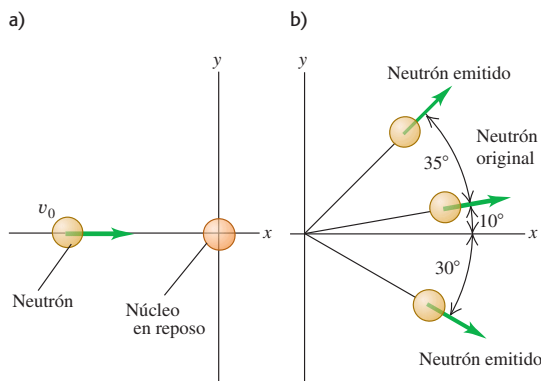 a)
y
v₀
x
Neutrón
Núcleo
en reposo
b)
y
Neutrón emitido
Neutrón
original
35°
10°
x
30°
Neutrón emitido